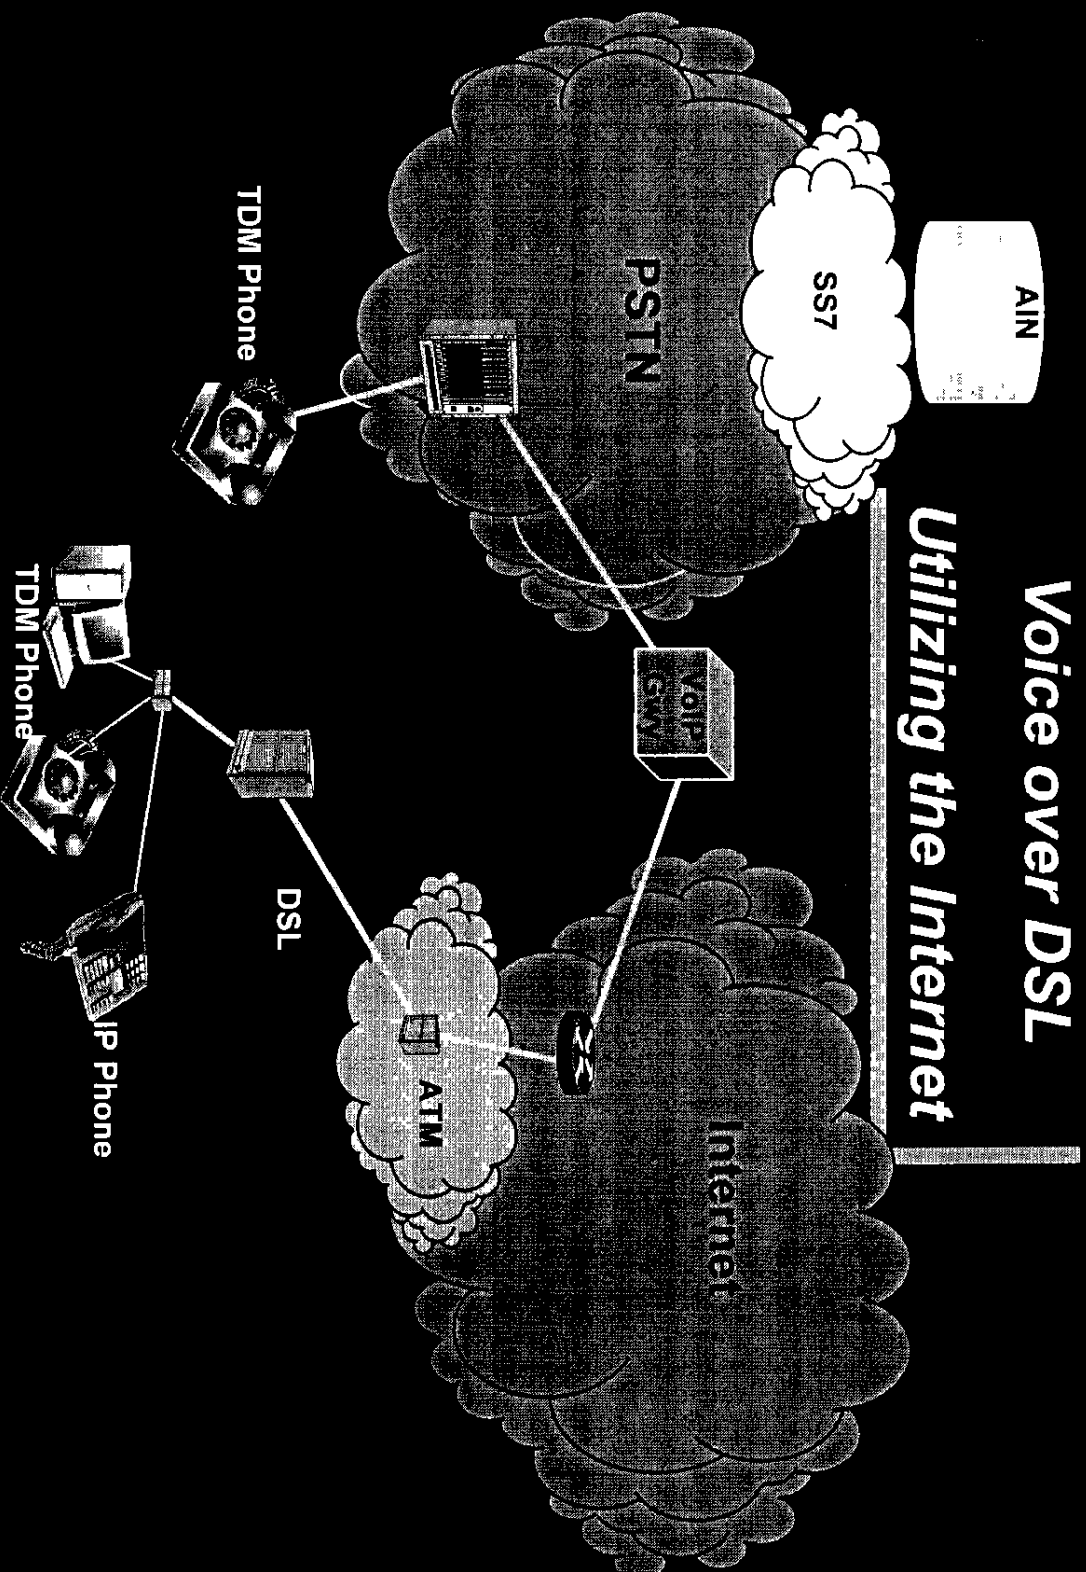 Voice over DSL
Utilizing the Internet
AIN
SS7
PSTN
VoIP
Gwy
Internet
TDM Phone
ATM
DSL
TDM Phone
IP Phone